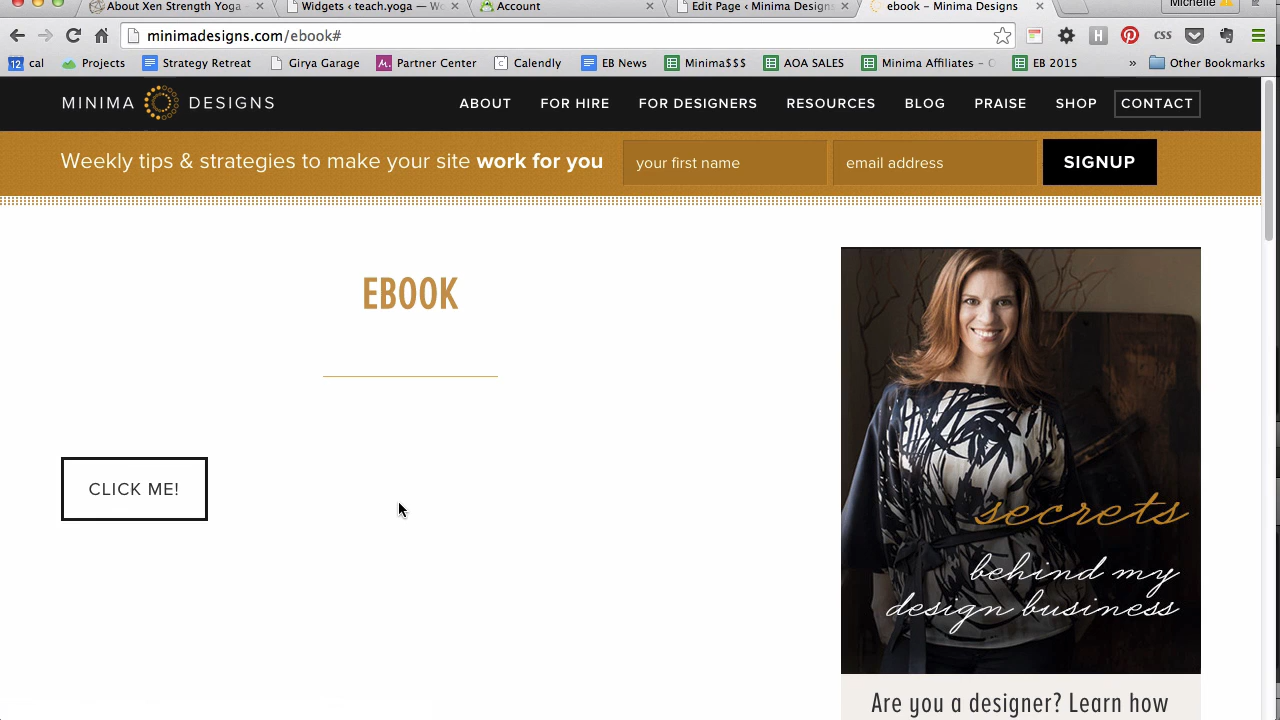 About Xen Strength Yoga
Widgets ‹ teach.yoga — Wo
Account
Edit Page ‹ Minima Designs
ebook – Minima Designs
Michelle
minimadesigns.com/ebook#
12 cal
Projects
Strategy Retreat
Giryl Garage
Partner Center
Calendly
EB News
Minima$$$
AOA SALES
Minima Affiliates – G
EB 2015
» Other Bookmarks
MINIMA DESIGNS
ABOUT
FOR HIRE
FOR DESIGNERS
RESOURCES
BLOG
PRAISE
SHOP
CONTACT
Weekly tips & strategies to make your site work for you
your first name
email address
SIGNUP
EBOOK
CLICK ME!
secrets
behind my
design business
Are you a designer? Learn how